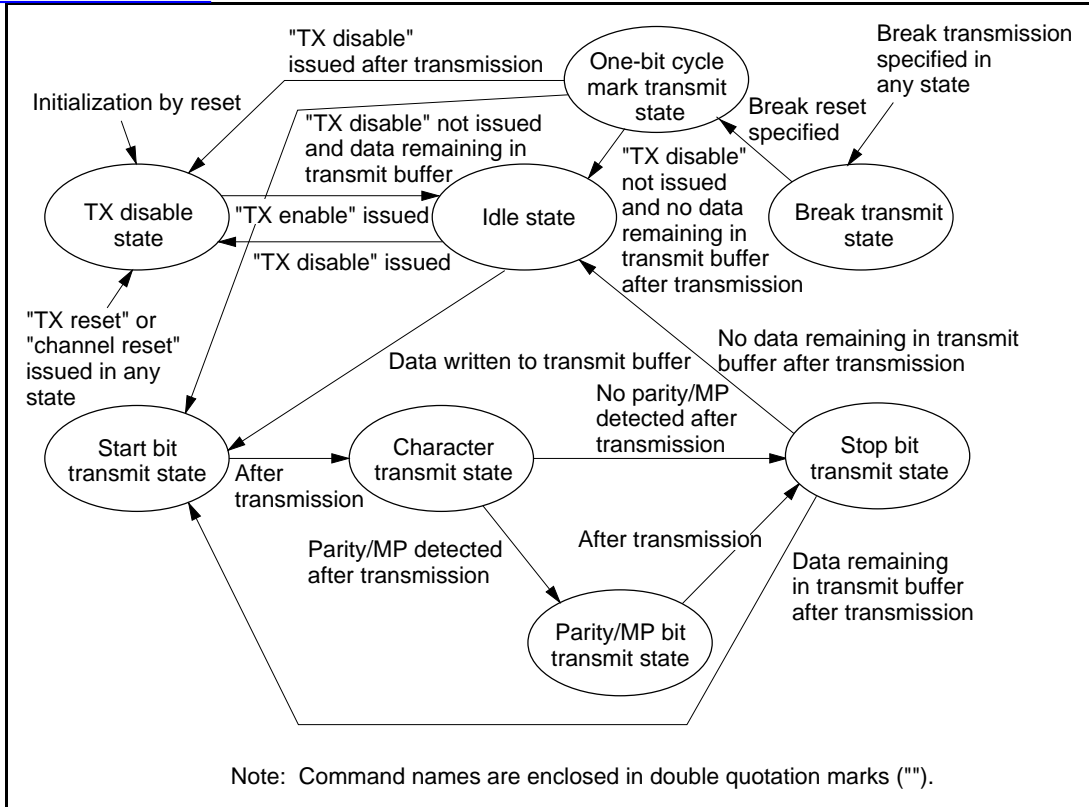 "TX disable"
issued after transmission
One-bit cycle
mark transmit
state
Break transmission
specified in
any state
Initialization by reset
"TX disable" not issued
and data remaining in
transmit buffer
Break reset
specified
"TX disable"
not issued
and no data
remaining in
transmit buffer
after transmission
TX disable
state
"TX enable" issued
Idle state
Break transmit
state
"TX disable" issued
"TX reset" or
"channel reset"
issued in any
state
Data written to transmit buffer
No data remaining in transmit
buffer after transmission
No parity/MP
detected after
transmission
Start bit
transmit state
After
transmission
Character
transmit state
Stop bit
transmit state
Parity/MP detected
after transmission
After transmission
Data remaining
in transmit buffer
after transmission
Parity/MP bit
transmit state
Note: Command names are enclosed in double quotation marks ("").